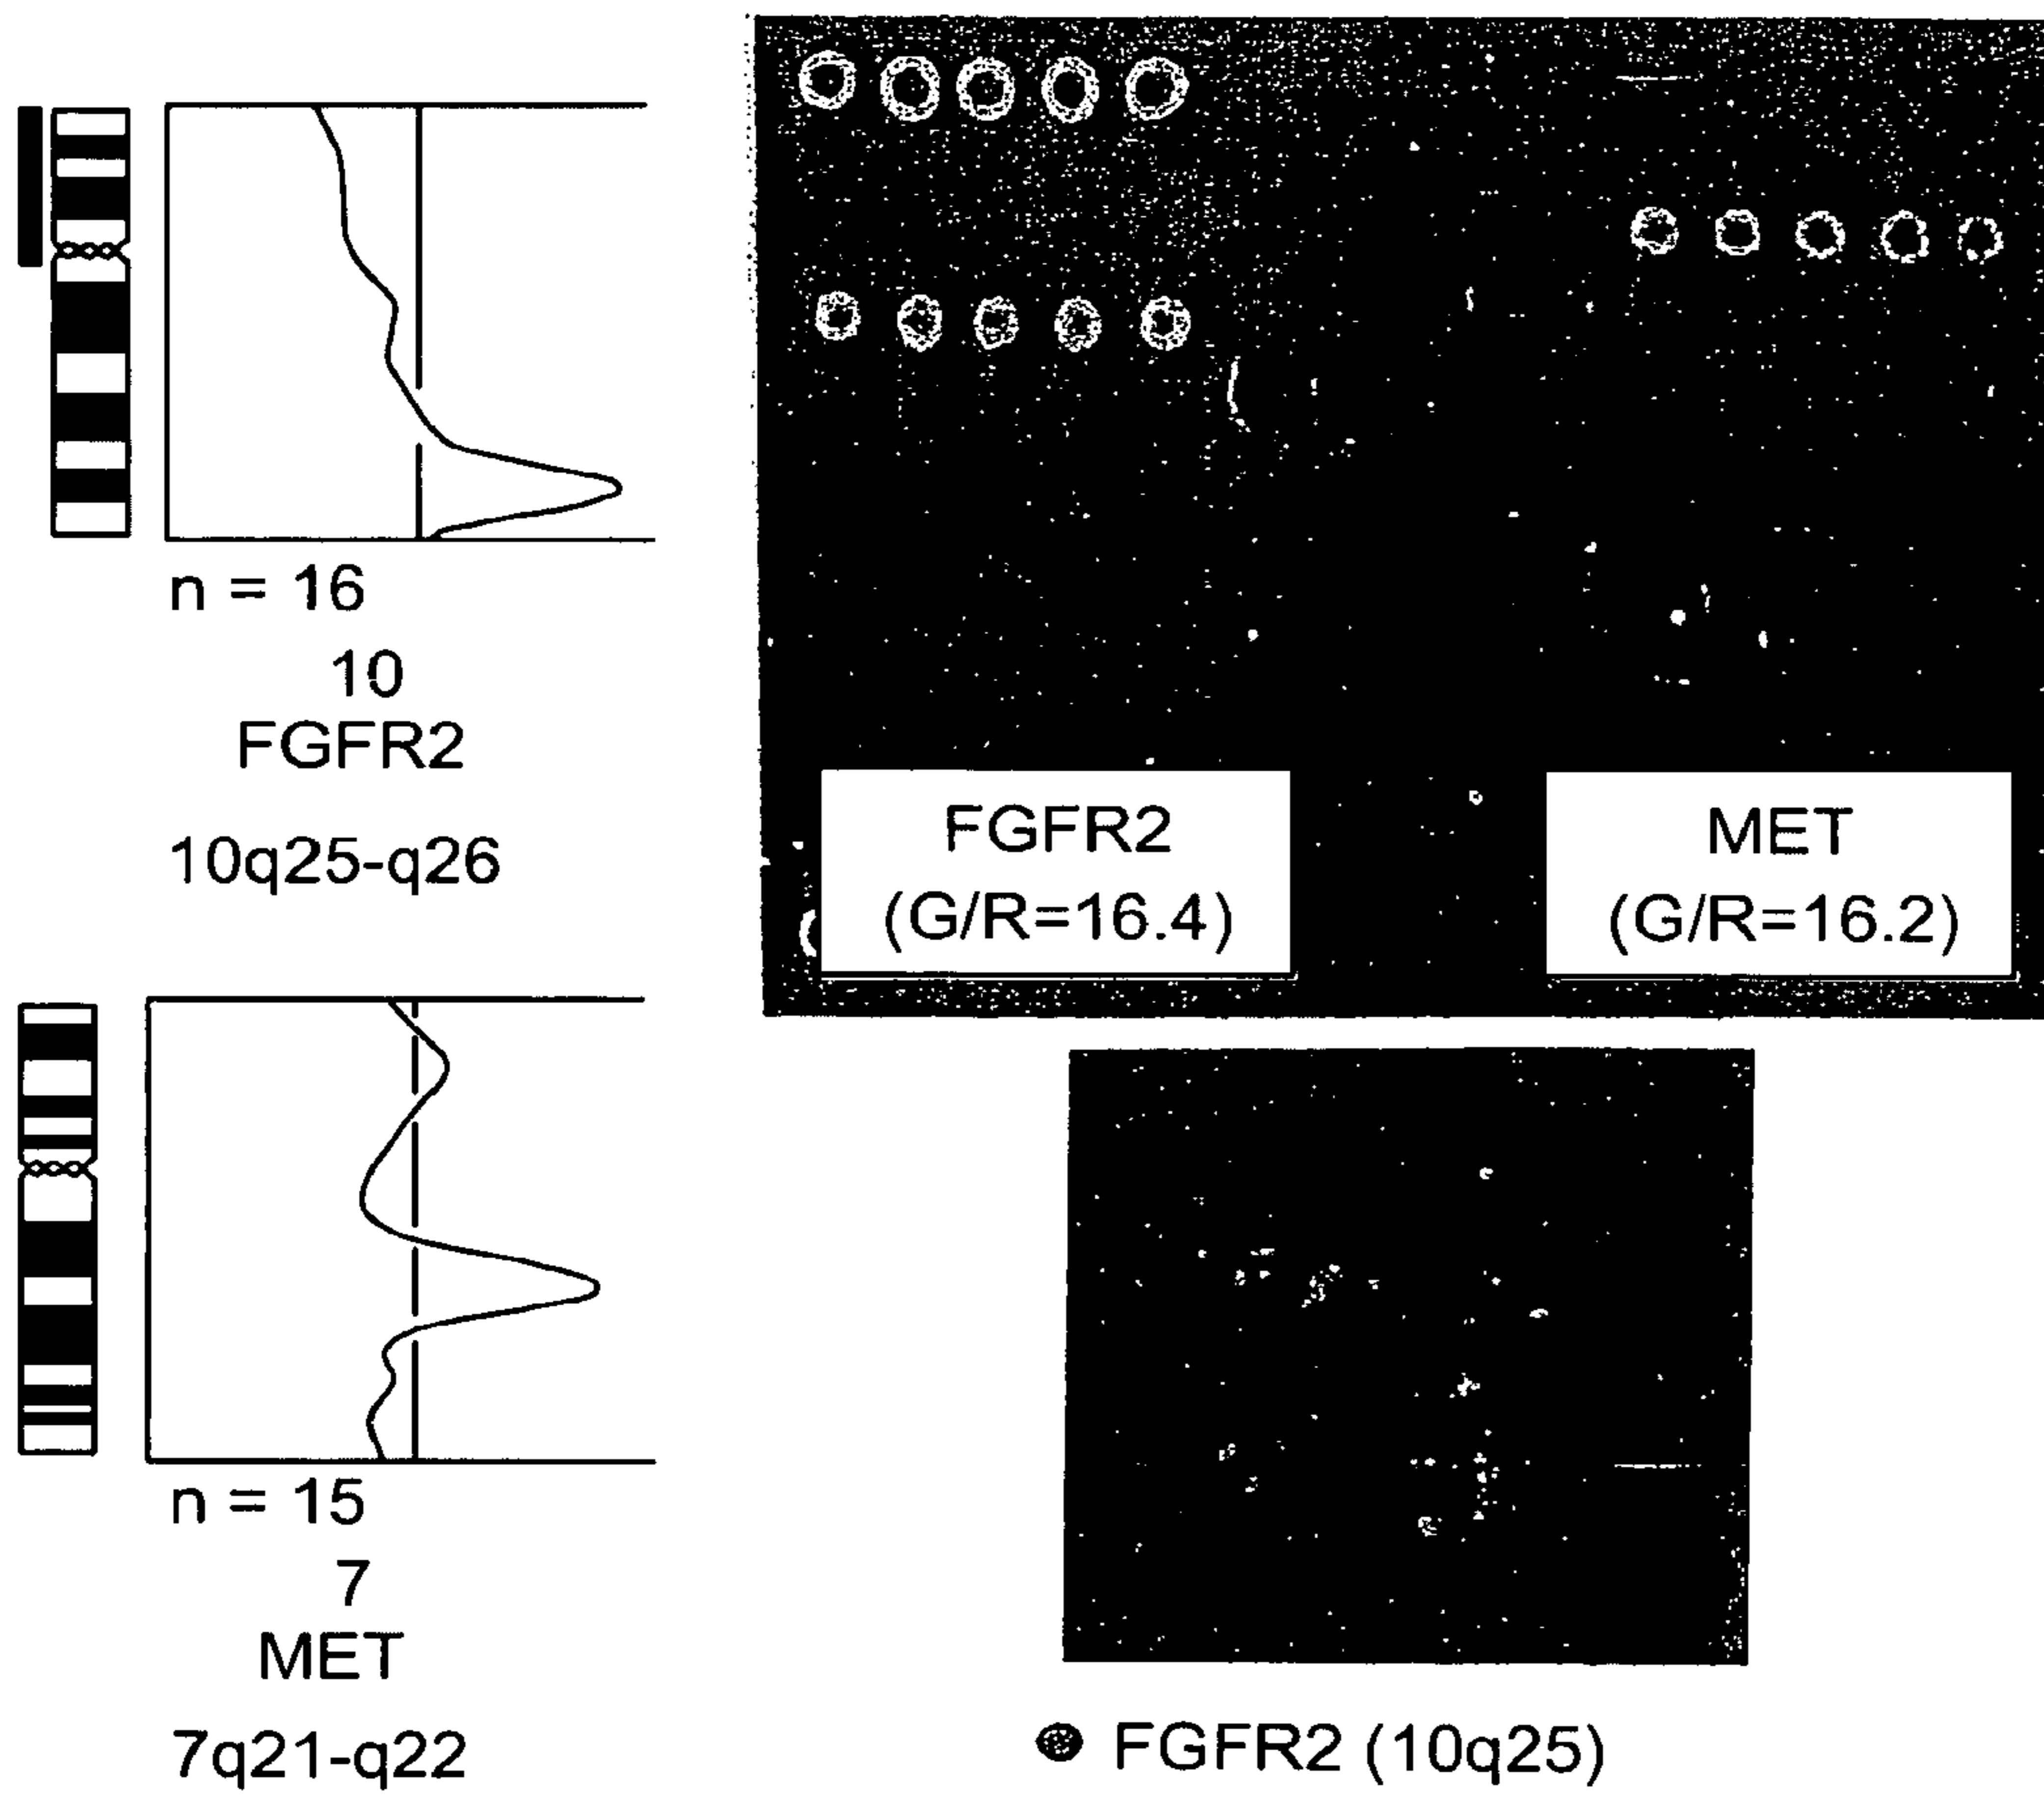 n = 16
10
FGFR2
10q25-q26
FGFR2
(G/R=16.4)
MET
(G/R=16.2)
n = 15
7
MET
7q21-q22
FGFR2 (10q25)